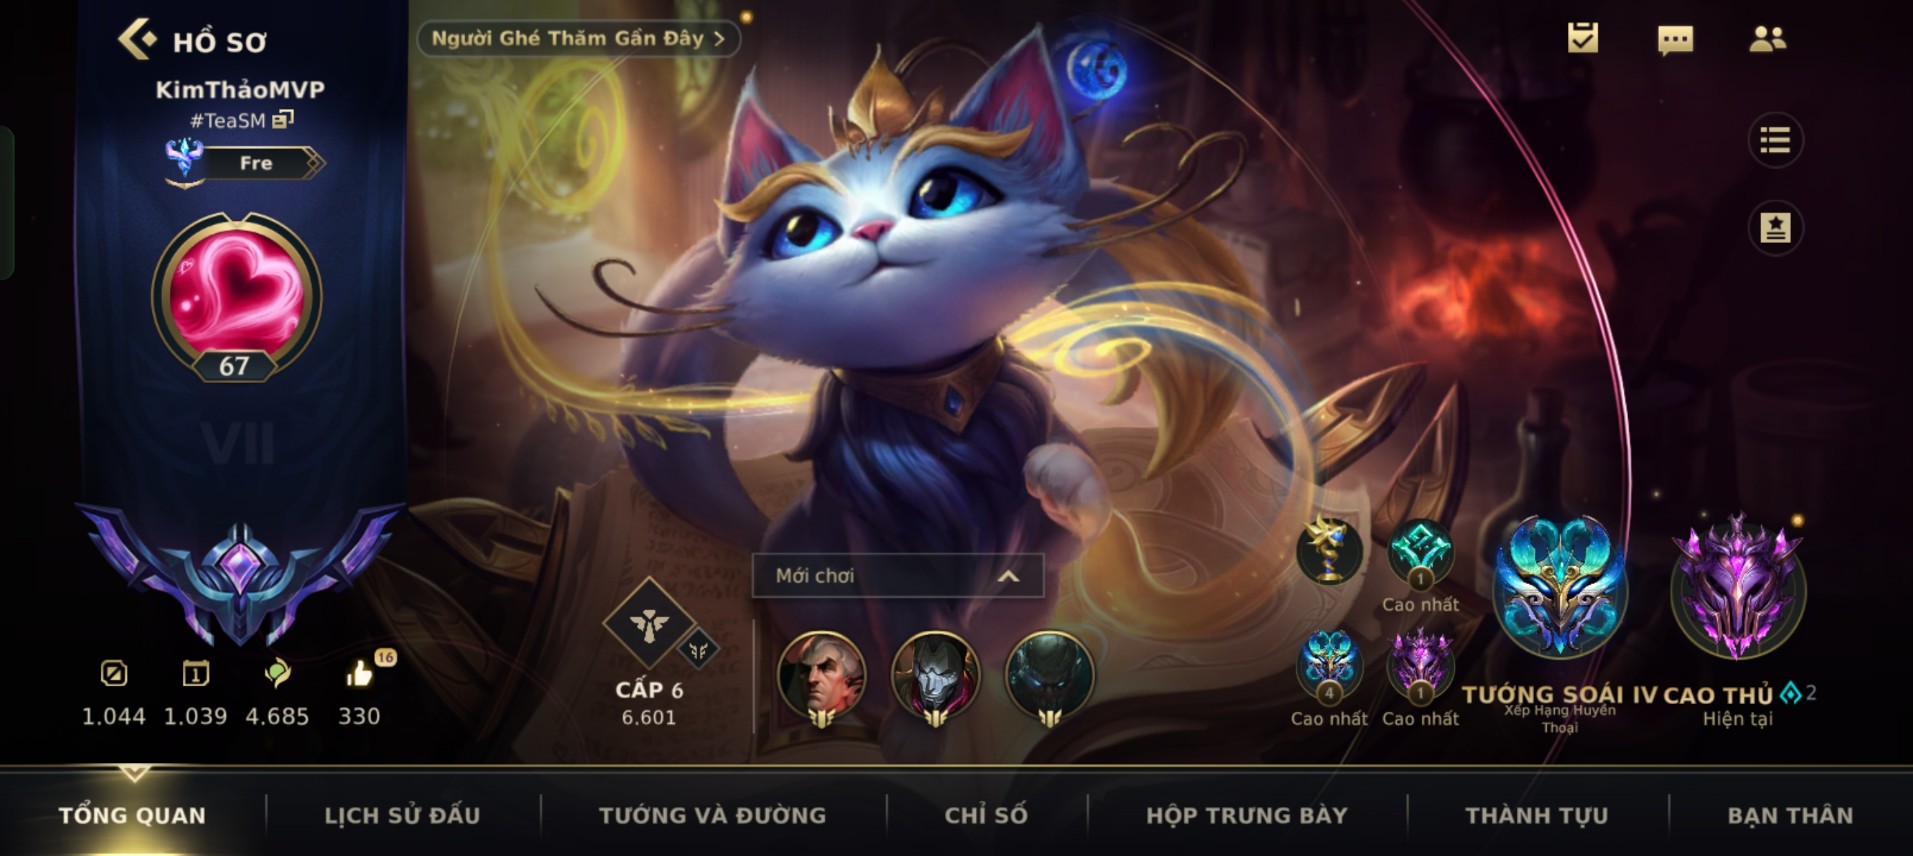 HỒ SƠ
Người Ghé Thăm Gần Đây
KimThảoMVP
#TeaSM
Fre
67
VII
16
1.044
1.039
4.685
330
CẤP 6
6.601
Mới chơi
1
Cao nhất
4
Cao nhất
1
Cao nhất
TƯỚNG SOÁI IV
Xếp Hạng Huyền
Thoại
CAO THỦ 2
Hiện tại
TỔNG QUAN
LỊCH SỬ ĐẤU
TƯỚNG VÀ ĐƯỜNG
CHỈ SỐ
HỘP TRƯNG BÀY
THÀNH TỰU
BẠN THÂN